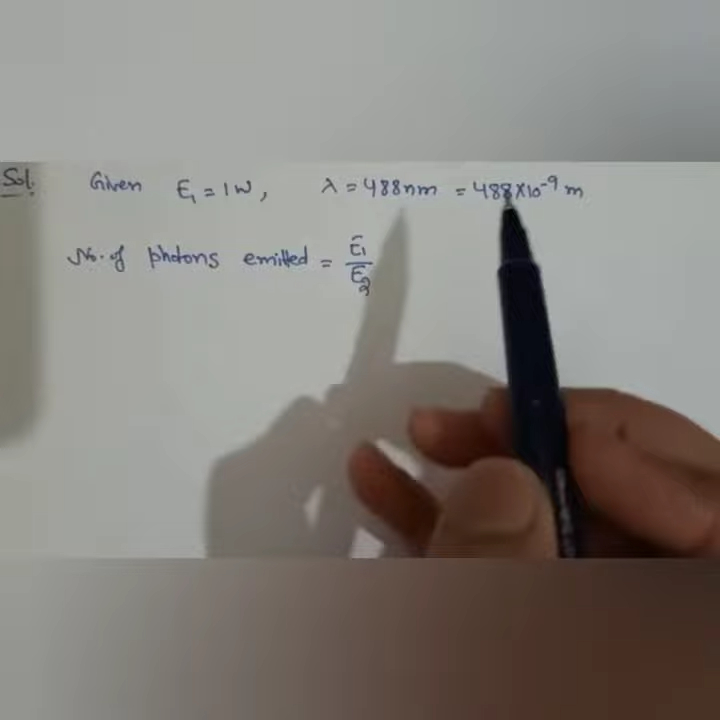 Sol. Given E₁ = 1W, λ = 488nm = 488×10⁻⁹ m
No. of photons emitted = E₁/E₂